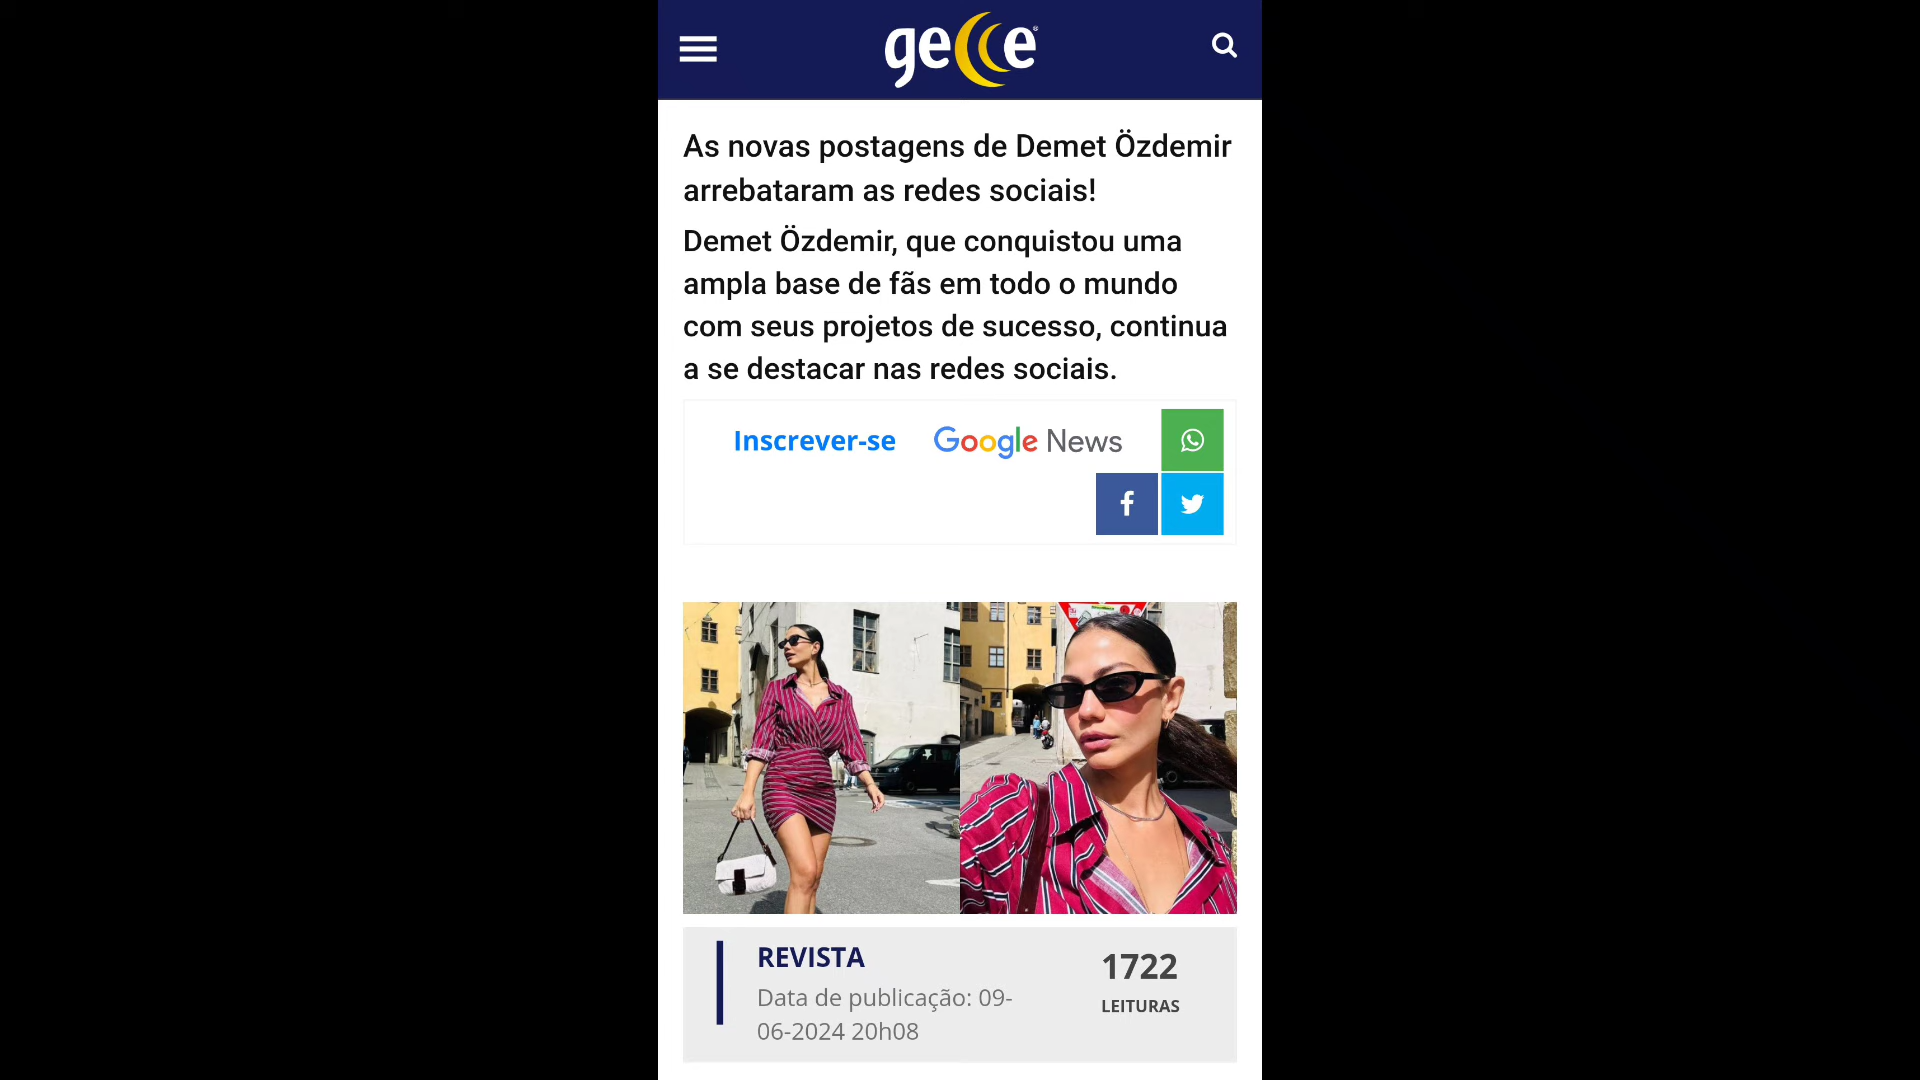 gecce
As novas postagens de Demet Özdemir
arrebataram as redes sociais!
Demet Özdemir, que conquistou uma
ampla base de fãs em todo o mundo
com seus projetos de sucesso, continua
a se destacar nas redes sociais.
Inscrever-se Google News
REVISTA
Data de publicação: 09-
06-2024 20h08
1722
LEITURAS